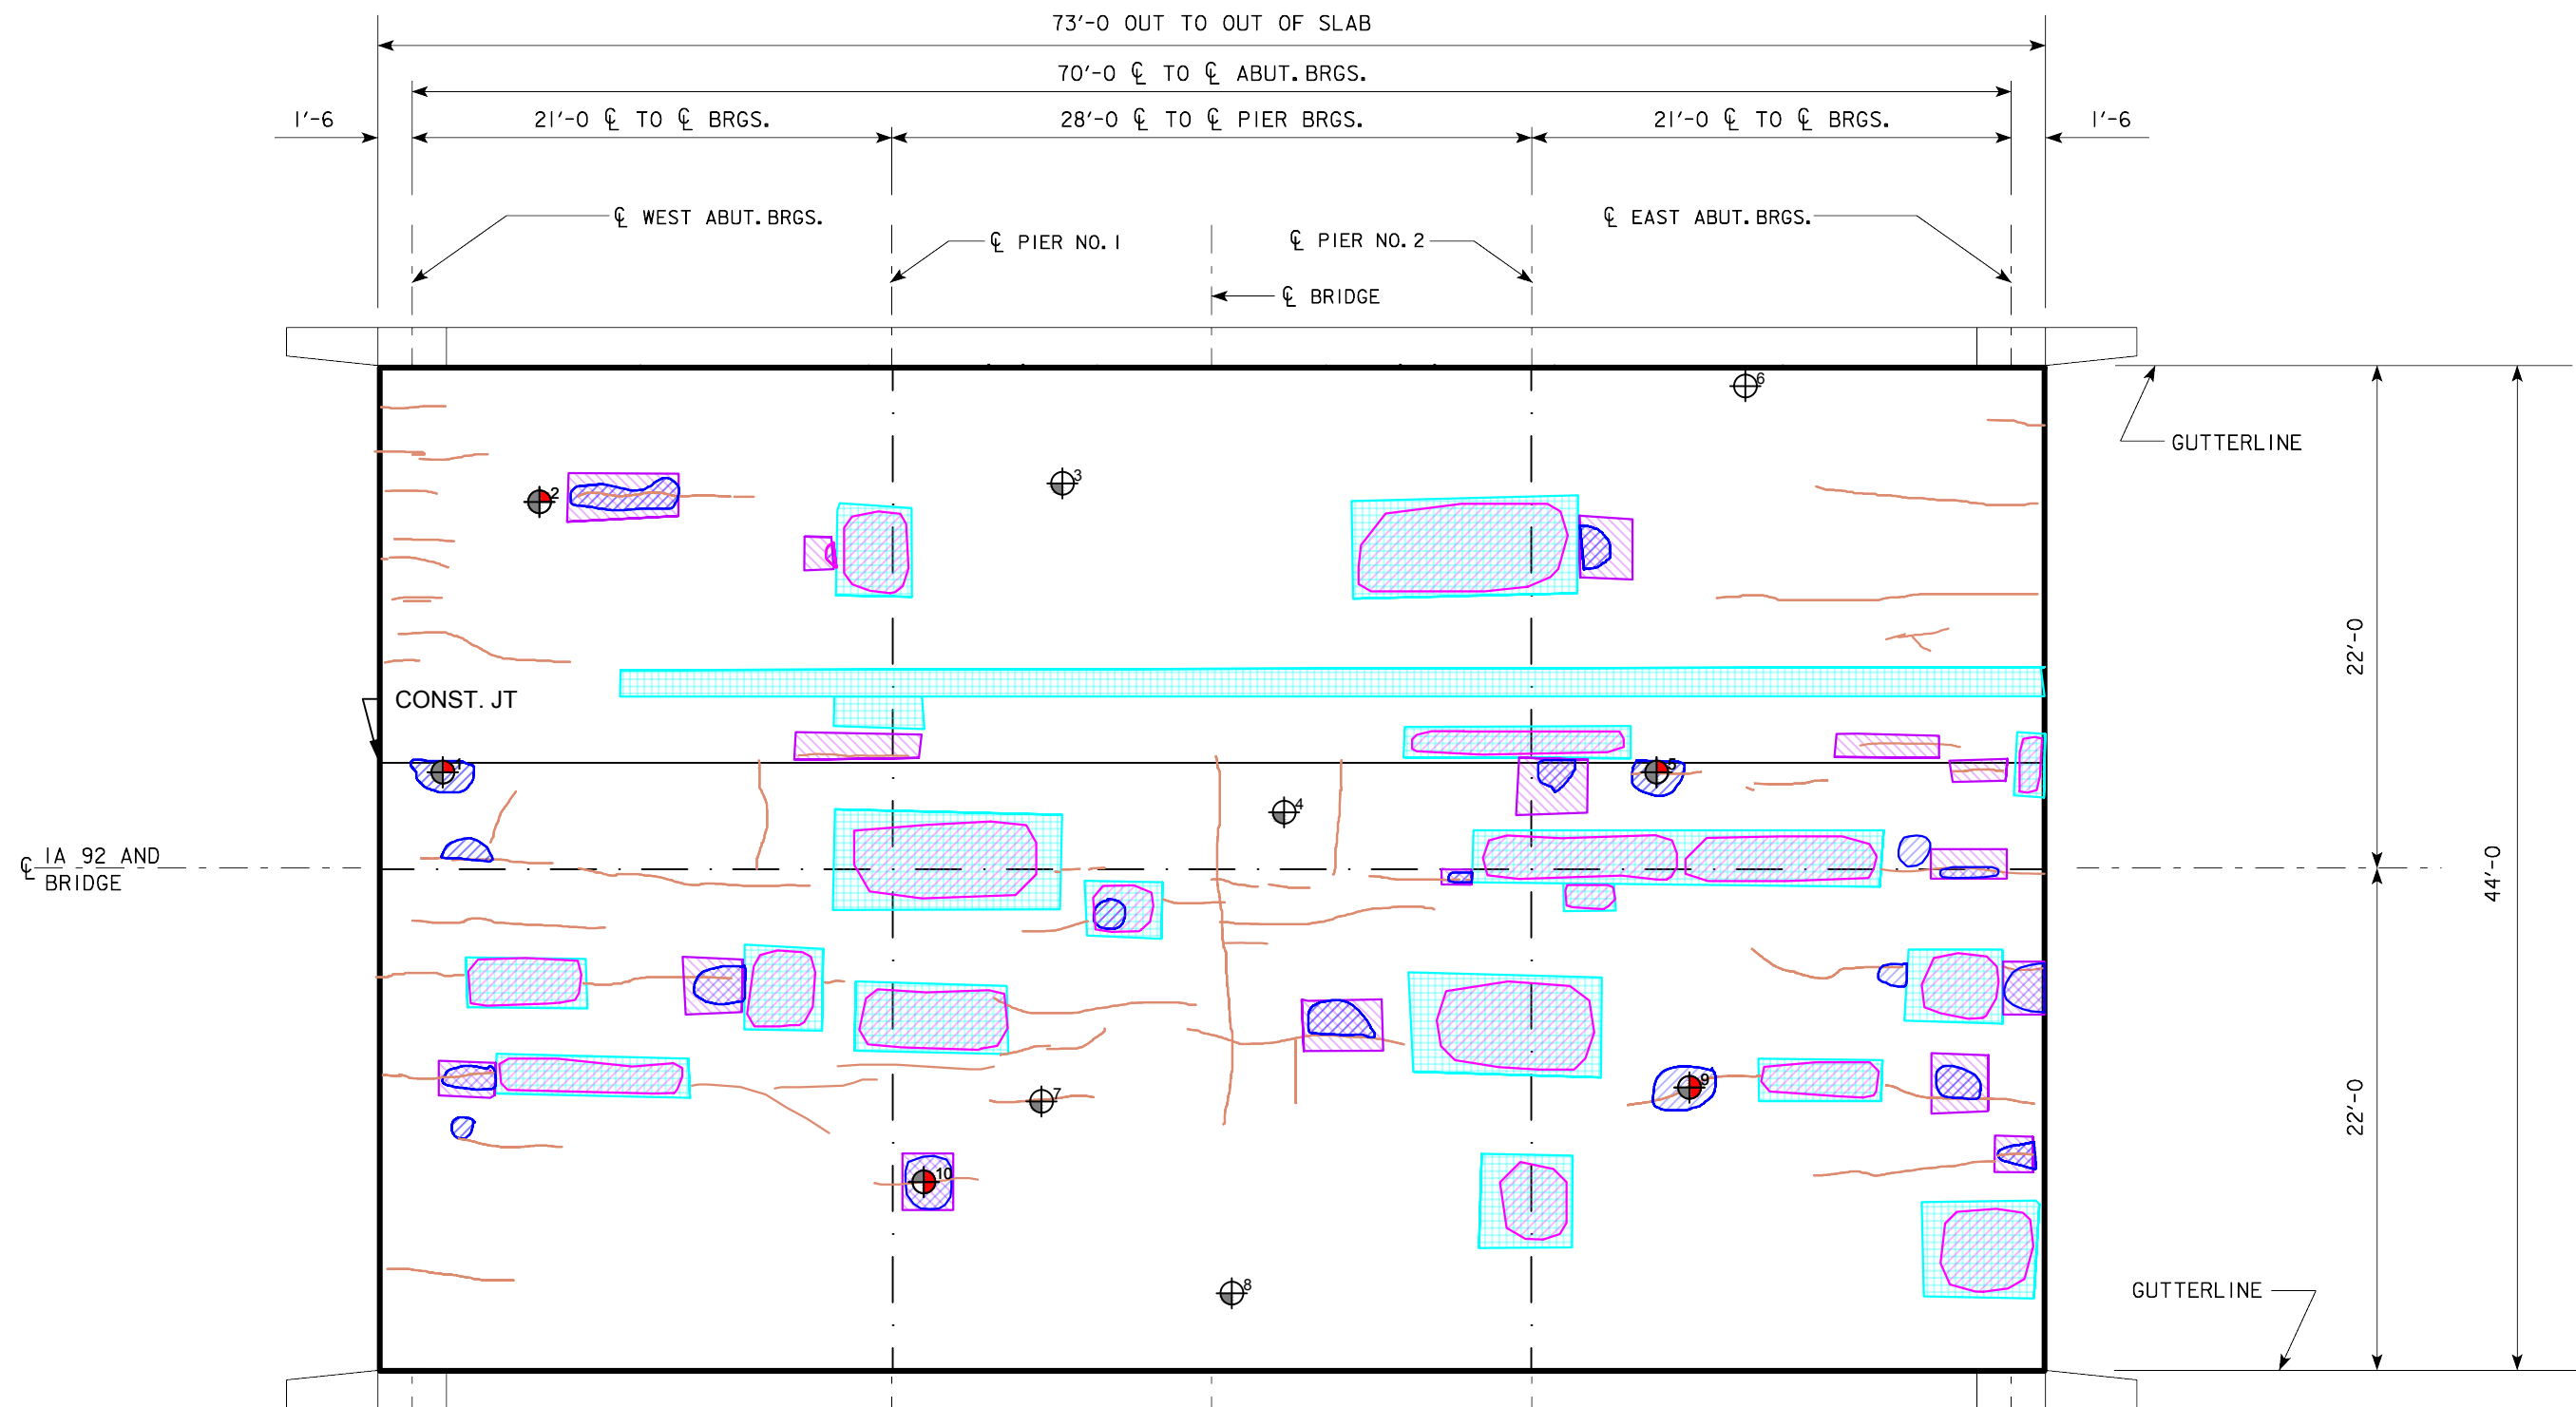 73'-0 OUT TO OUT OF SLAB
70'-0 ℄ TO ℄ ABUT. BRGS.
1'-6
21'-0 ℄ TO ℄ BRGS.
28'-0 ℄ TO ℄ PIER BRGS.
21'-0 ℄ TO ℄ BRGS.
1'-6
℄ WEST ABUT. BRGS.
℄ EAST ABUT. BRGS.
℄ PIER NO. 1
℄ PIER NO. 2
℄ BRIDGE
6
GUTTERLINE
3
2
22'-0
CONST. JT
1
5
4
℄ IA 92 AND
BRIDGE
44'-0
9
7
22'-0
10
8
GUTTERLINE